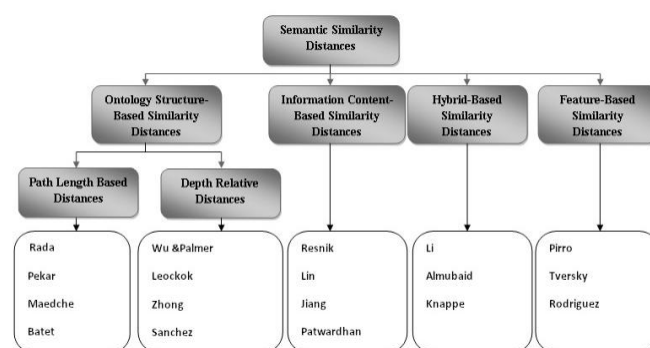 Semantic Similarity
Distances
Ontology Structure-
Based Similarity
Distances
Information Content-
Based Similarity
Distances
Hybrid-Based
Similarity
Distances
Feature-Based
Similarity
Distances
Path Length Based
Distances
Depth Relative
Distances
Rada
Pekar
Maedche
Batet
Wu &Palmer
Leockok
Zhong
Sanchez
Resnik
Lin
Jiang
Patwardhan
Li
Almubaid
Knappe
Pirro
Tversky
Rodriguez